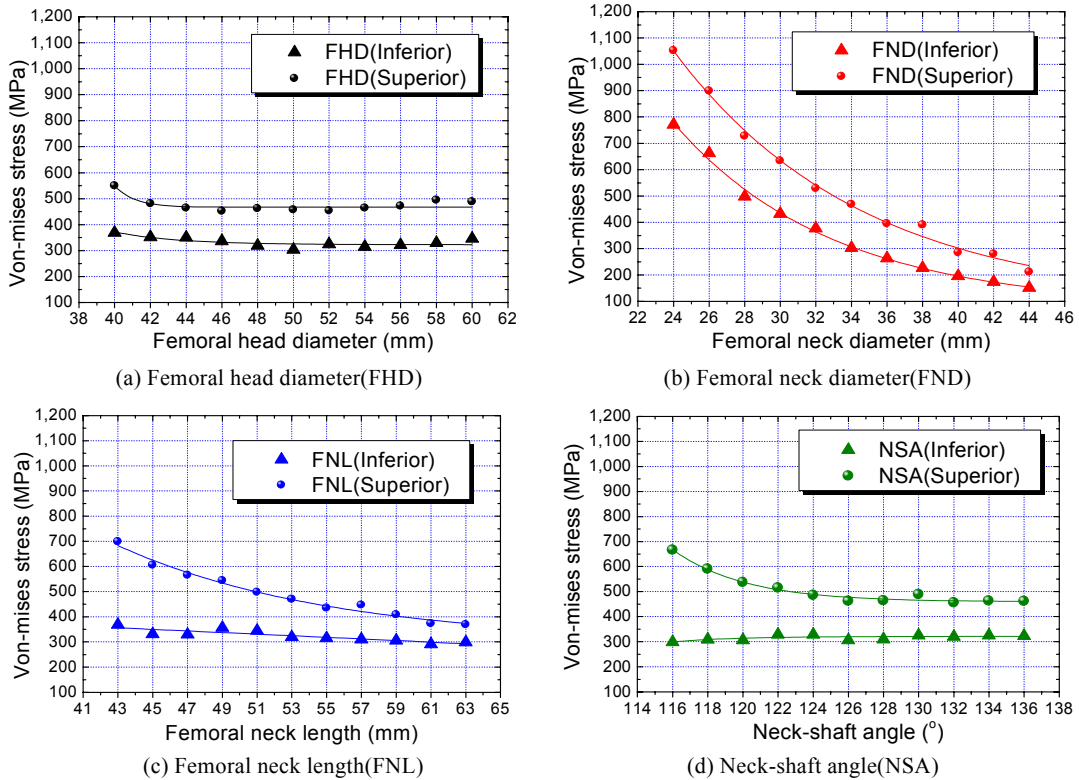 1,200
1,100
1,000
900
800
700
600
500
400
300
200
100
Von-mises stress (MPa)
FHD(Inferior)
FHD(Superior)
38 40 42 44 46 48 50 52 54 56 58 60 62
Femoral head diameter (mm)
(a) Femoral head diameter(FHD)
1,200
1,100
1,000
900
800
700
600
500
400
300
200
100
Von-mises stress (MPa)
FND(Inferior)
FND(Superior)
22 24 26 28 30 32 34 36 38 40 42 44 46
Femoral neck diameter (mm)
(b) Femoral neck diameter(FND)
1,200
1,100
1,000
900
800
700
600
500
400
300
200
100
Von-mises stress (MPa)
FNL(Inferior)
FNL(Superior)
41 43 45 47 49 51 53 55 57 59 61 63 65
Femoral neck length (mm)
(c) Femoral neck length(FNL)
1,200
1,100
1,000
900
800
700
600
500
400
300
200
100
Von-mises stress (MPa)
NSA(Inferior)
NSA(Superior)
114 116 118 120 122 124 126 128 130 132 134 136 138
Neck-shaft angle (o)
(d) Neck-shaft angle(NSA)